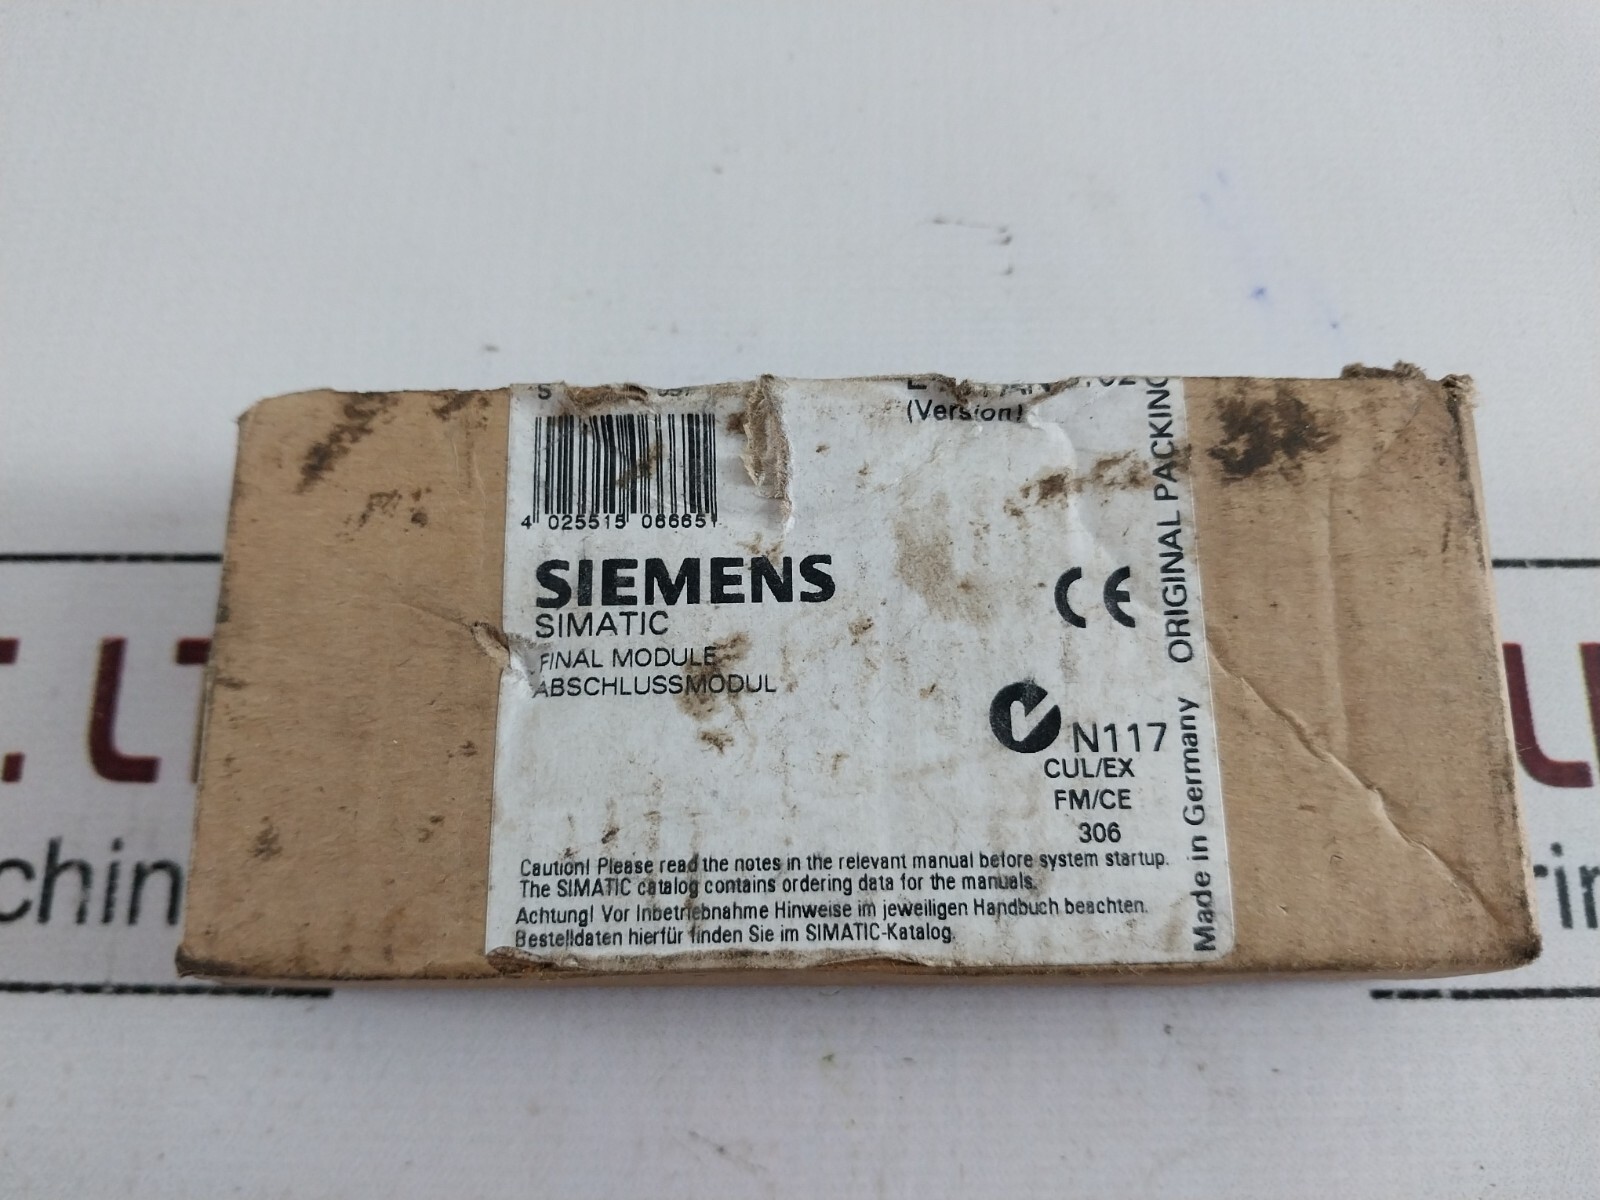 (Version)
4 025515 066651
SIEMENS
SIMATIC
FINAL MODULE
ABSCHLUSSMODUL
N117
CUL/EX
FM/CE
306
Caution! Please read the notes in the relevant manual before system startup.
The SIMATIC catalog contains ordering data for the manuals.
Achtung! Vor Inbetriebnahme Hinweise im jeweiligen Handbuch beachten.
Bestelldaten hierfür finden Sie im SIMATIC-Katalog.
Made in Germany ORIGINAL PACKING